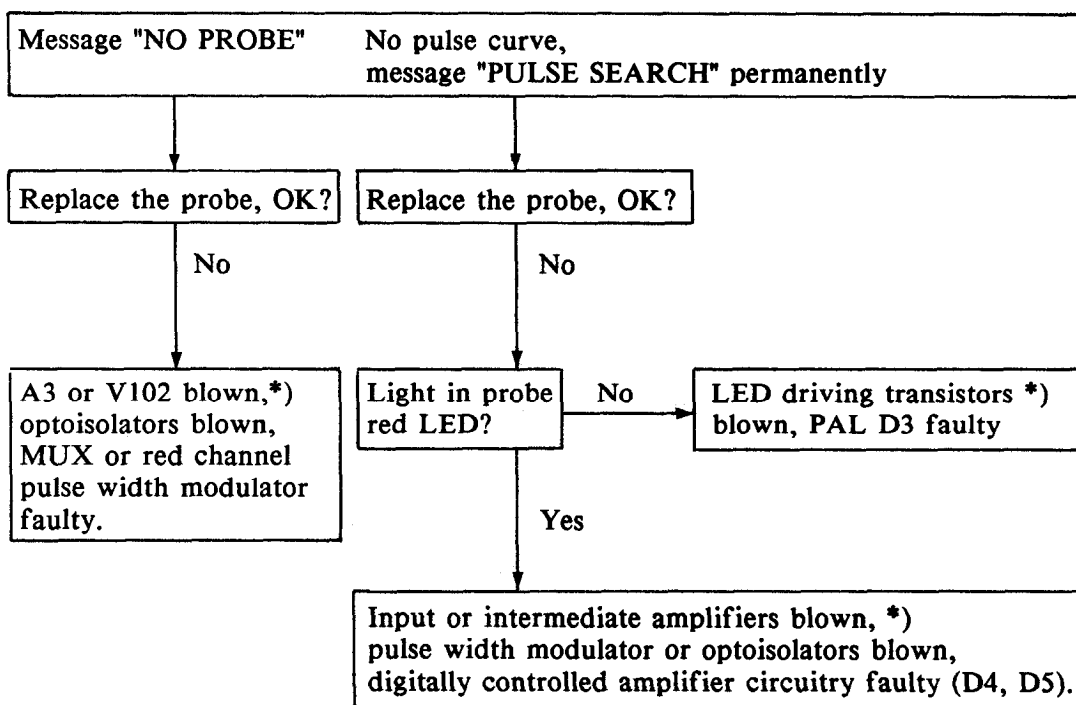 Message "NO PROBE"
No pulse curve,
message "PULSE SEARCH" permanently
Replace the probe, OK?
Replace the probe, OK?
No
No
A3 or V102 blown,*)
optoisolators blown,
MUX or red channel
pulse width modulator
faulty.
Light in probe
red LED?
No
LED driving transistors *)
blown, PAL D3 faulty
Yes
Input or intermediate amplifiers blown, *)
pulse width modulator or optoisolators blown,
digitally controlled amplifier circuitry faulty (D4, D5).